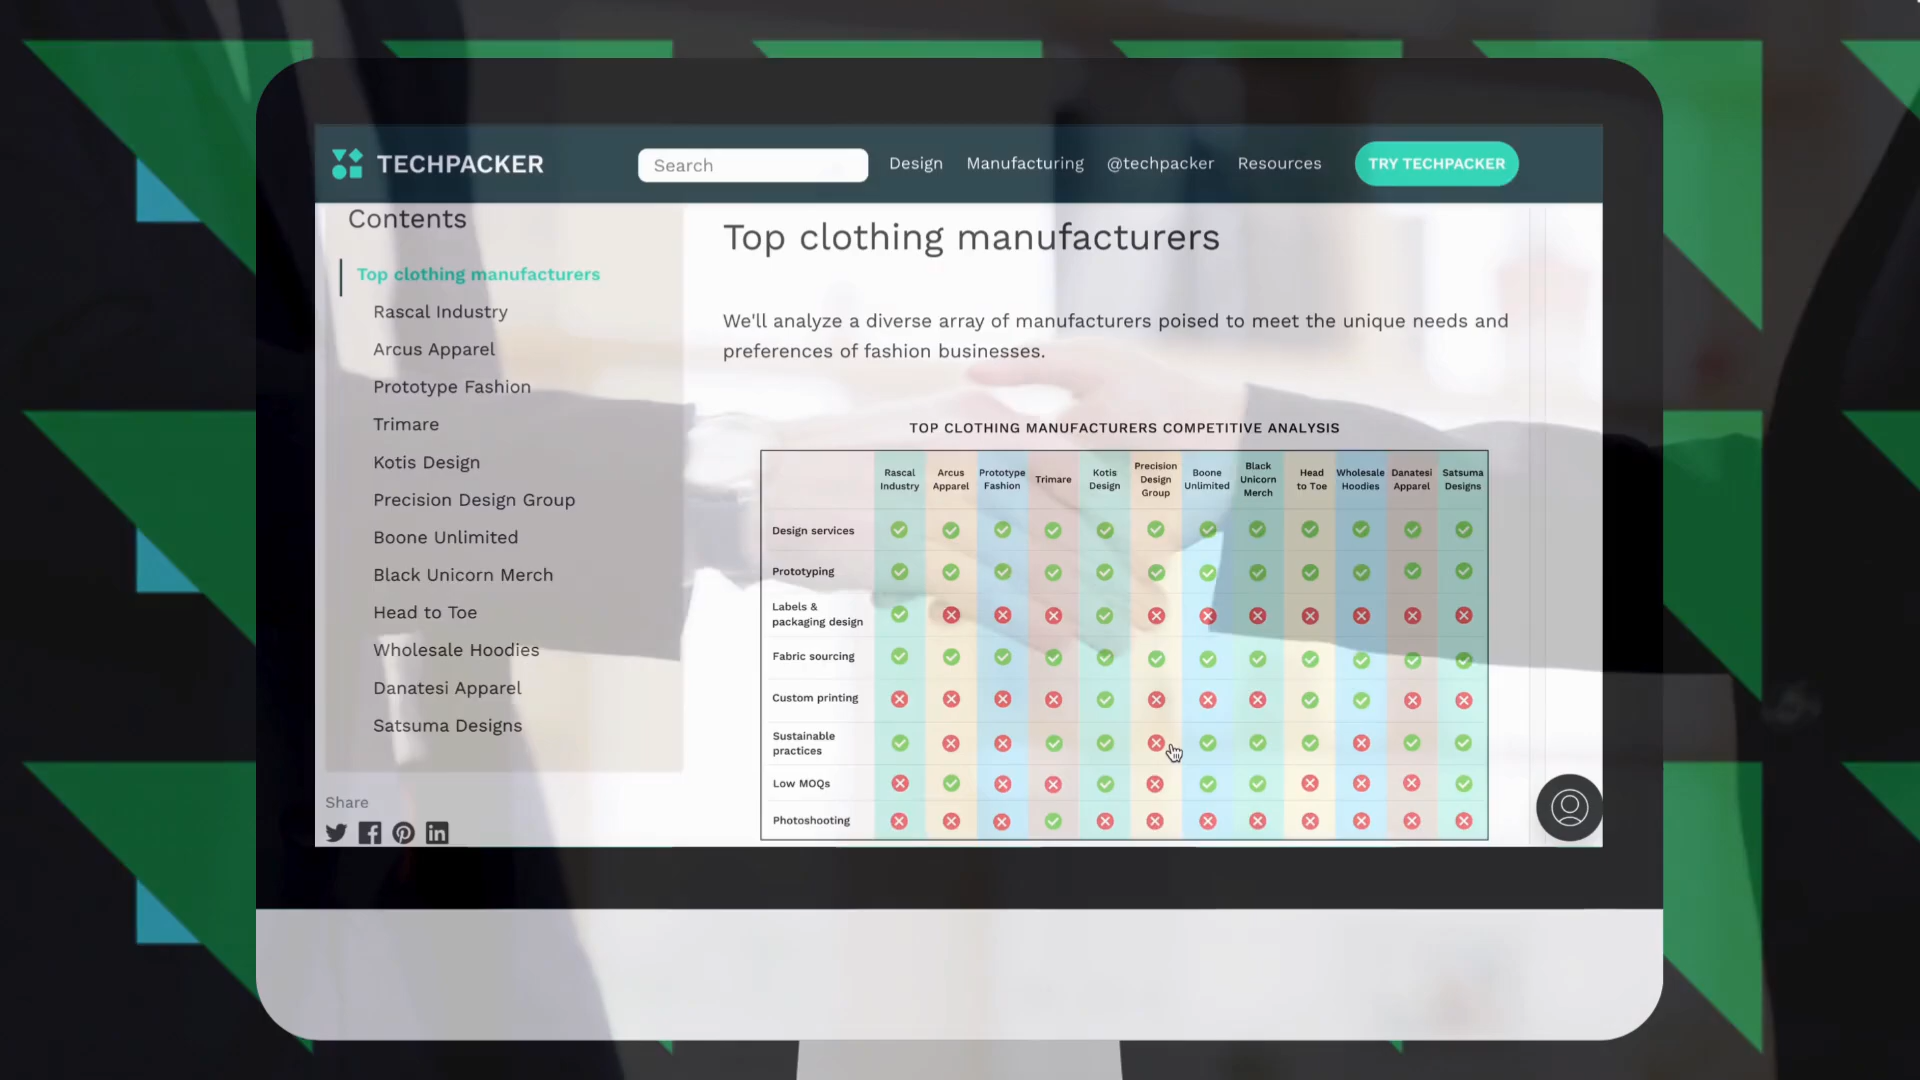 TECHPACKER
Search
Design
Manufacturing
@techpacker
Resources
TRY TECHPACKER
Contents
Top clothing manufacturers
Rascal Industry
Arcus Apparel
Prototype Fashion
Trimare
Kotis Design
Precision Design Group
Boone Unlimited
Black Unicorn Merch
Head to Toe
Wholesale Hoodies
Danatesi Apparel
Satsuma Designs
Share
Top clothing manufacturers
We'll analyze a diverse array of manufacturers poised to meet the unique needs and
preferences of fashion businesses.
TOP CLOTHING MANUFACTURERS COMPETITIVE ANALYSIS
Rascal
Industry
Arcus
Apparel
Prototype
Fashion
Trimare
Kotis
Design
Precision
Design
Group
Boone
Unlimited
Black
Unicorn
Merch
Head
to Toe
Wholesale
Hoodies
Danatesi
Apparel
Satsuma
Designs
Design services
Prototyping
Labels &
packaging design
Fabric sourcing
Custom printing
Sustainable
practices
Low MOQs
Photoshooting